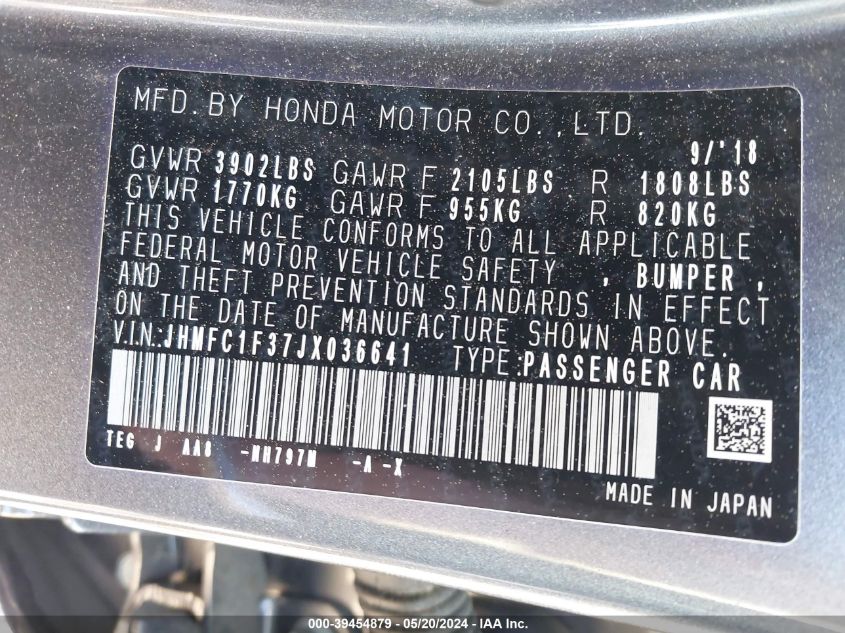 MFD. BY HONDA MOTOR CO.,LTD.
9/'18
GVWR 3902LBS GAWR F 2105LBS R 1808LBS
GVWR 1770KG GAWR F 955KG R 820KG
THIS VEHICLE CONFORMS TO ALL APPLICABLE
FEDERAL MOTOR VEHICLE SAFETY , BUMPER ,
AND THEFT PREVENTION STANDARDS IN EFFECT
ON THE DATE OF MANUFACTURE SHOWN ABOVE.
V.I.N:JHMFC1F37JX036641 TYPE:PASSENGER CAR
TEG J AA6 -NH797M -A -X
MADE IN JAPAN
000-39454879 - 05/20/2024 - IAA Inc.